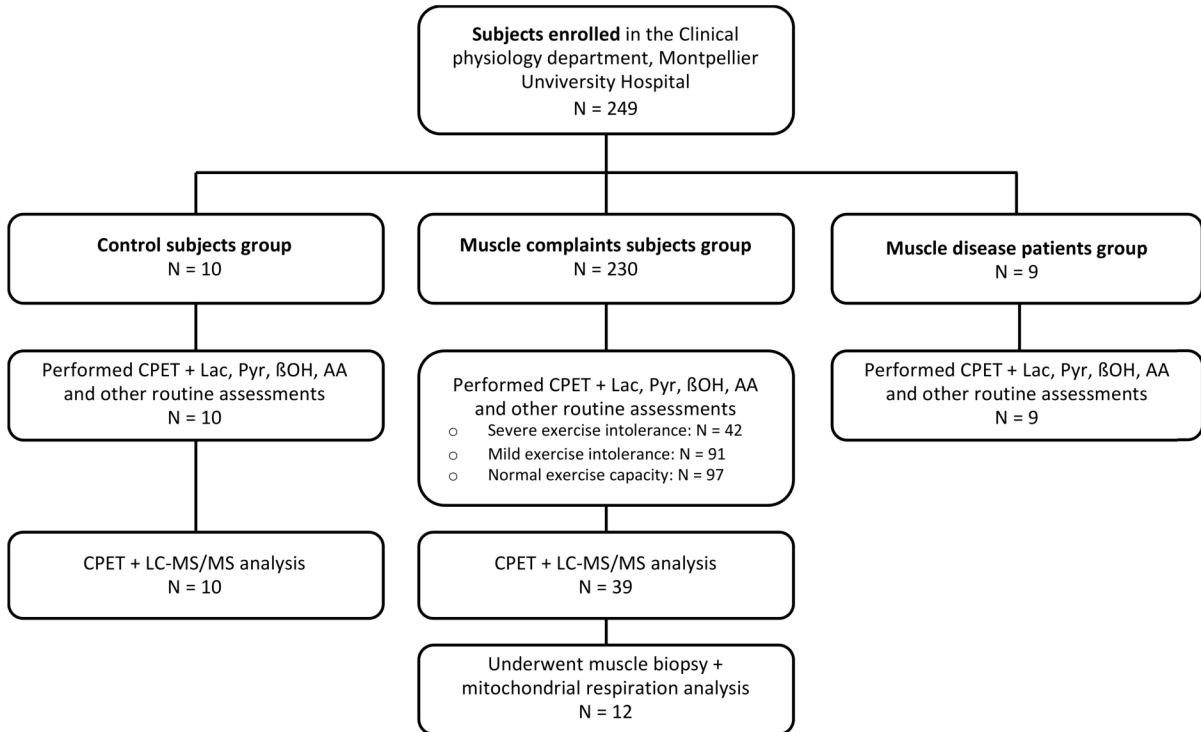 Subjects enrolled in the Clinical
physiology department, Montpellier
Unviversity Hospital
N = 249
Control subjects group
N = 10
Muscle complaints subjects group
N = 230
Muscle disease patients group
N = 9
Performed CPET + Lac, Pyr, ßOH, AA
and other routine assessments
N = 10
Performed CPET + Lac, Pyr, ßOH, AA
and other routine assessments
o Severe exercise intolerance: N = 42
o Mild exercise intolerance: N = 91
o Normal exercise capacity: N = 97
Performed CPET + Lac, Pyr, ßOH, AA
and other routine assessments
N = 9
CPET + LC-MS/MS analysis
N = 10
CPET + LC-MS/MS analysis
N = 39
Underwent muscle biopsy +
mitochondrial respiration analysis
N = 12